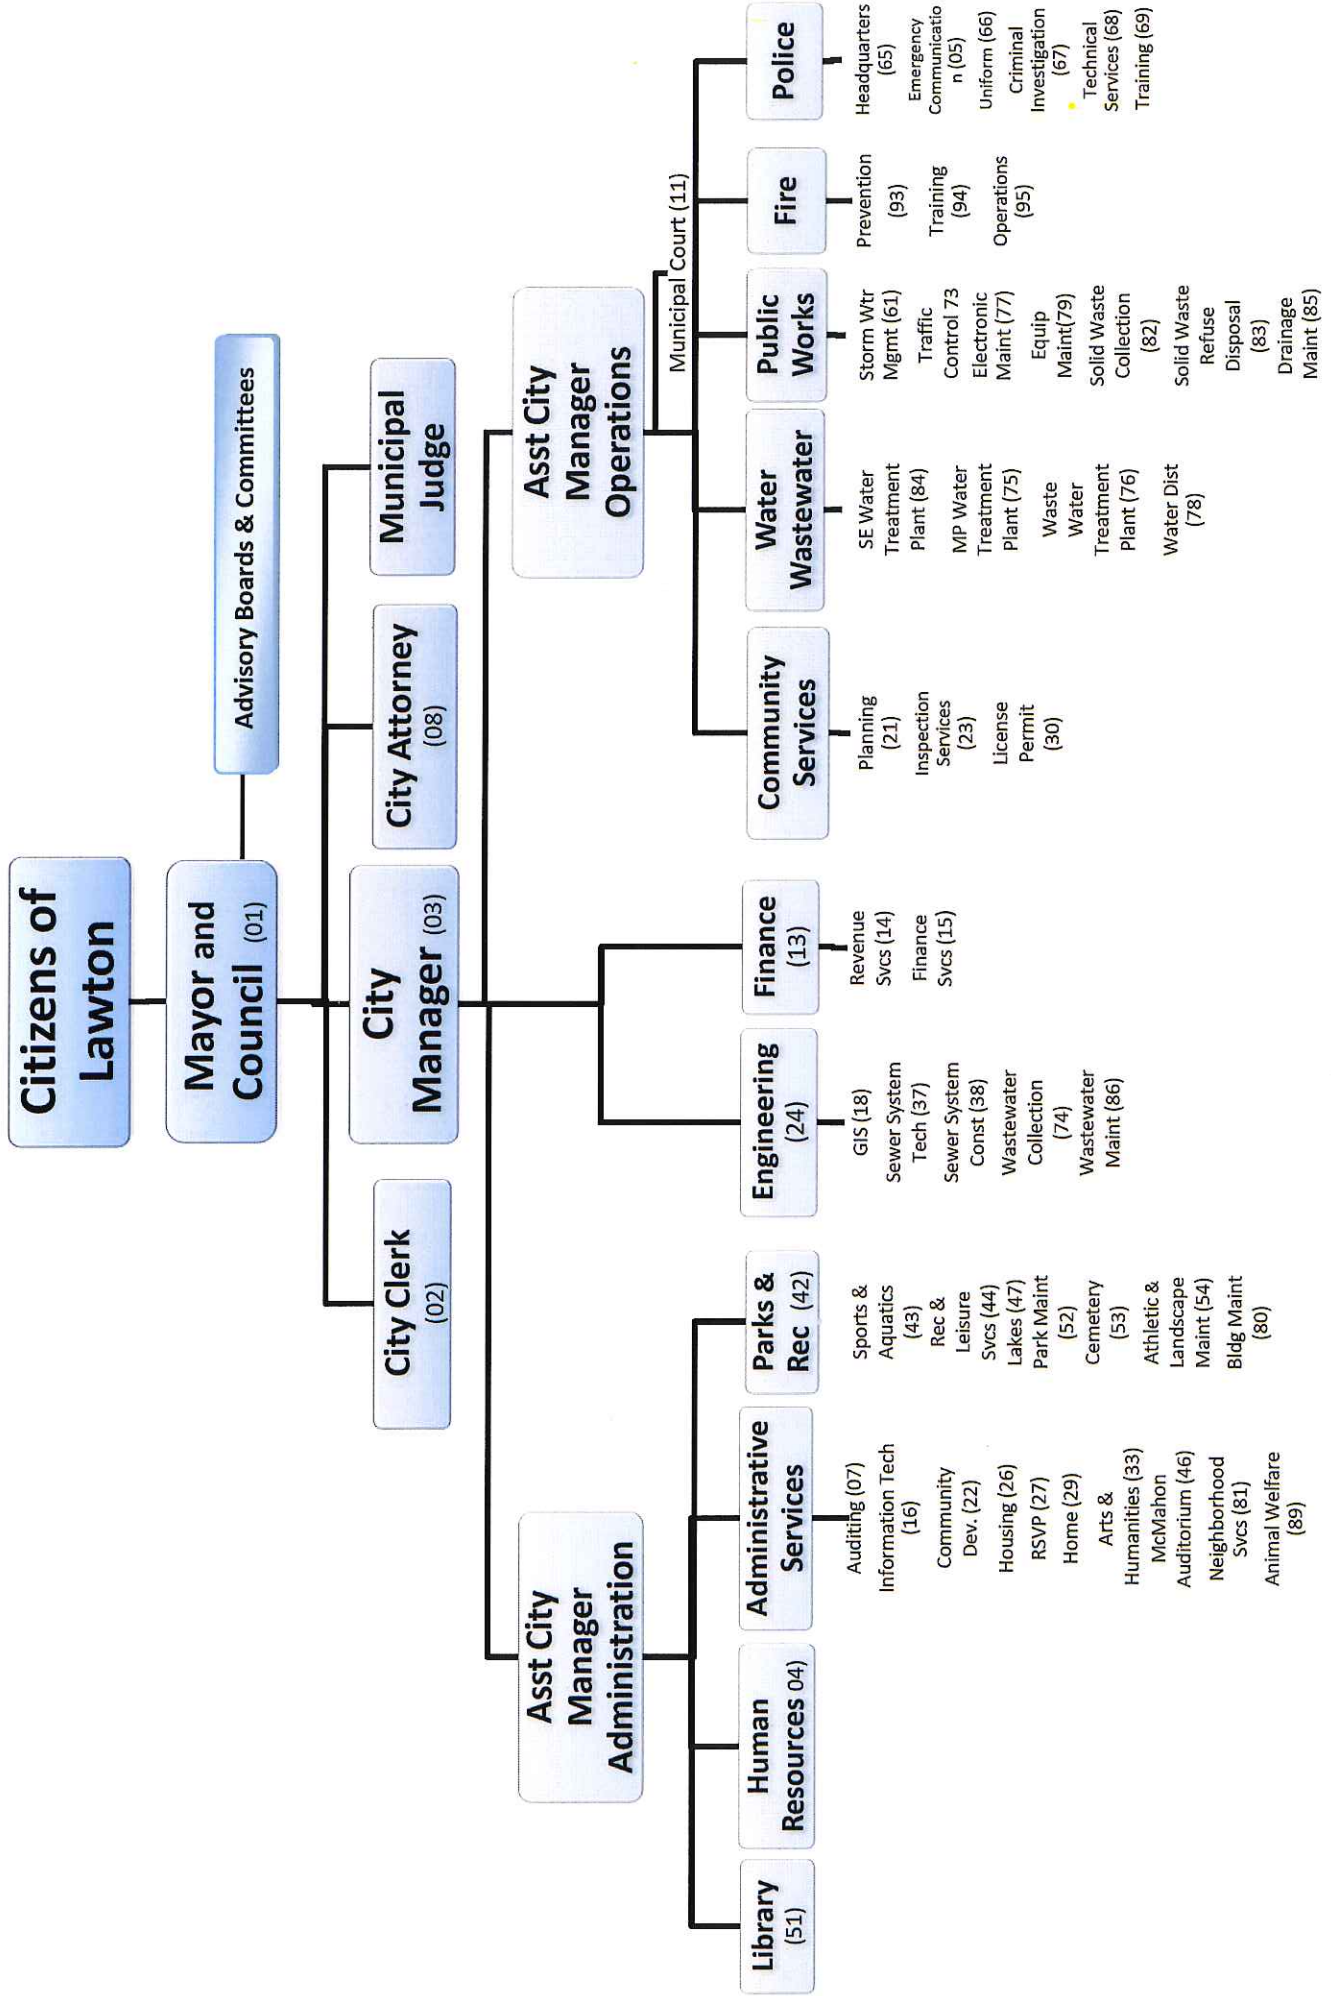 Citizens of
Lawton
Mayor and
Council (01)
Advisory Boards & Committees
City Clerk
(02)
City
Manager (03)
City Attorney
(08)
Municipal
Judge
Asst City
Manager
Administration
Asst City
Manager
Operations
Municipal Court (11)
Library
(51)
Human
Resources 04)
Administrative
Services
Auditing (07)
Information Tech
(16)
Community
Dev. (22)
Housing (26)
RSVP (27)
Home (29)
Arts &
Humanities (33)
McMahon
Auditorium (46)
Neighborhood
Svcs (81)
Animal Welfare
(89)
Parks &
Rec (42)
Sports &
Aquatics
(43)
Rec &
Leisure
Svcs (44)
Lakes (47)
Park Maint
(52)
Cemetery
(53)
Athletic &
Landscape
Maint (54)
Bldg Maint
(80)
Engineering
(24)
GIS (18)
Sewer System
Tech (37)
Sewer System
Const (38)
Wastewater
Collection
(74)
Wastewater
Maint (86)
Finance
(13)
Revenue
Svcs (14)
Finance
Svcs (15)
Community
Services
Planning
(21)
Inspection
Services
(23)
License
Permit
(30)
Water
Wastewater
SE Water
Treatment
Plant (84)
MP Water
Treatment
Plant (75)
Waste
Water
Treatment
Plant (76)
Water Dist
(78)
Public
Works
Storm Wtr
Mgmt (61)
Traffic
Control 73
Electronic
Maint (77)
Equip
Maint(79)
Solid Waste
Collection
(82)
Solid Waste
Refuse
Disposal
(83)
Drainage
Maint (85)
Fire
Prevention
(93)
Training
(94)
Operations
(95)
Police
Headquarters
(65)
Emergency
Communicatio
n (05)
Uniform (66)
Criminal
Investigation
(67)
Technical
Services (68)
Training (69)